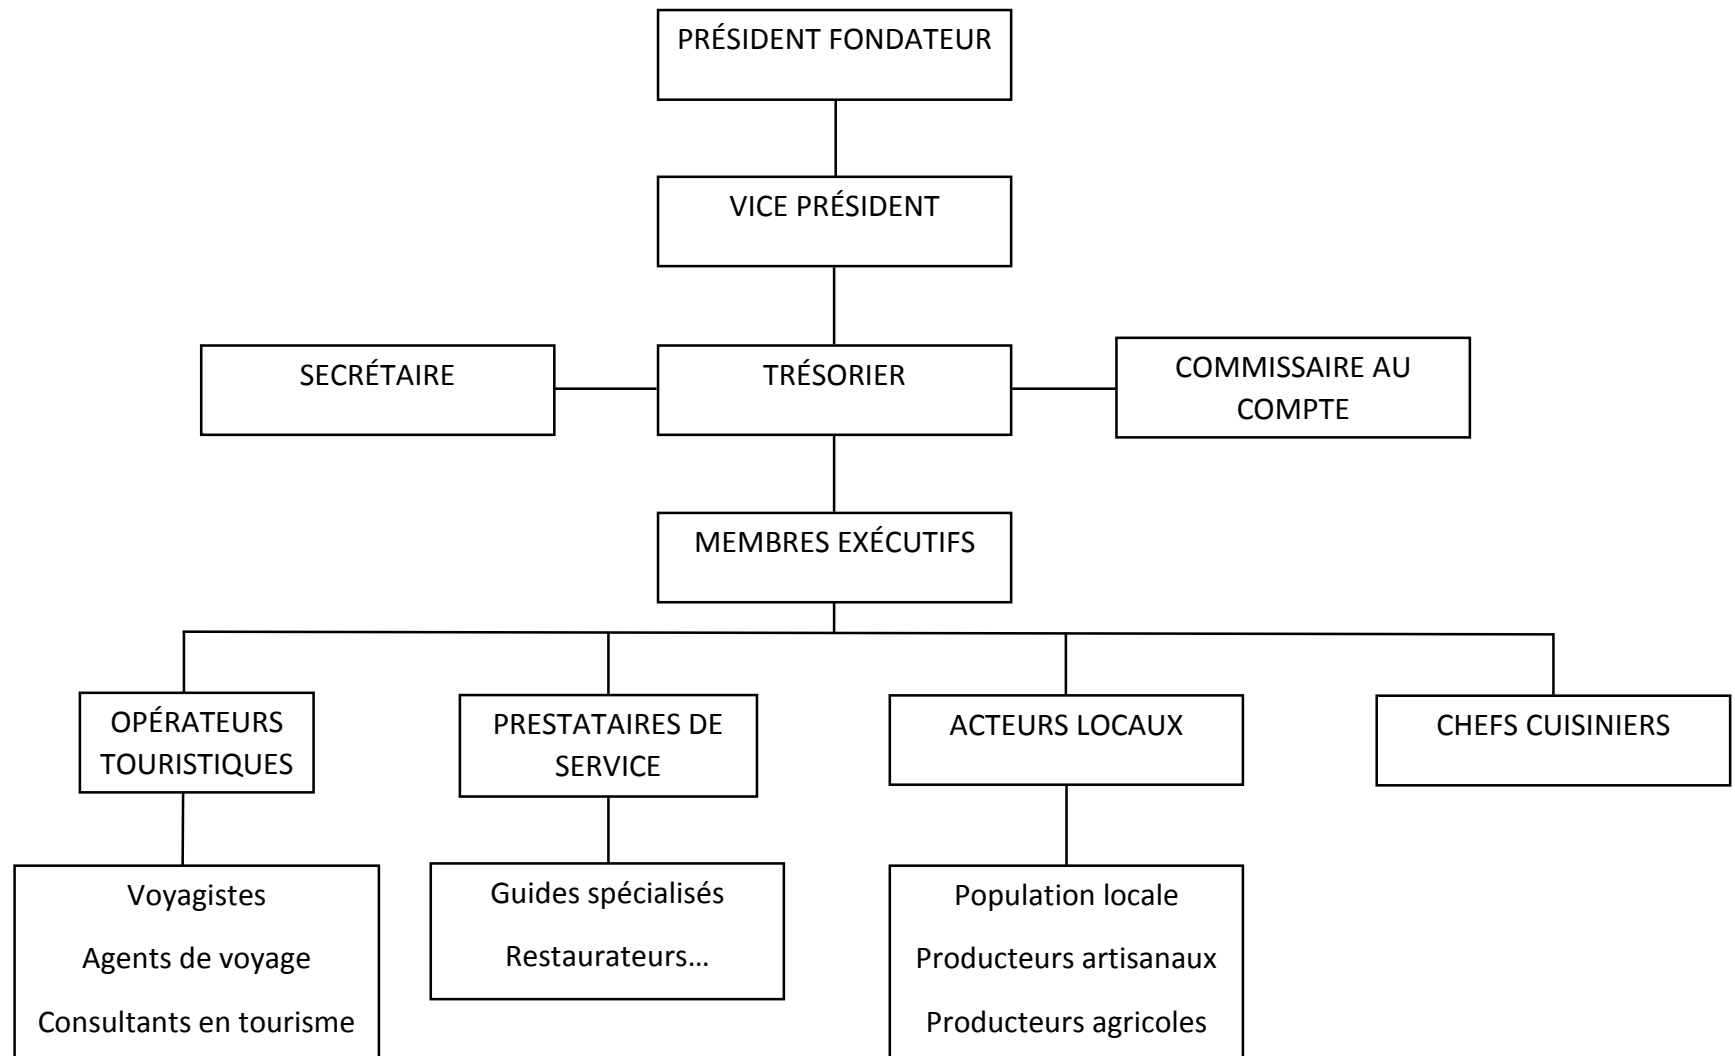 PRÉSIDENT FONDATEUR
VICE PRÉSIDENT
SECRÉTAIRE
TRÉSORIER
COMMISSAIRE AU
COMPTE
MEMBRES EXÉCUTIFS
OPÉRATEURS
TOURISTIQUES
PRESTATAIRES DE
SERVICE
ACTEURS LOCAUX
CHEFS CUISINIERS
Voyagistes
Agents de voyage
Consultants en tourisme
Guides spécialisés
Restaurateurs…
Population locale
Producteurs artisanaux
Producteurs agricoles